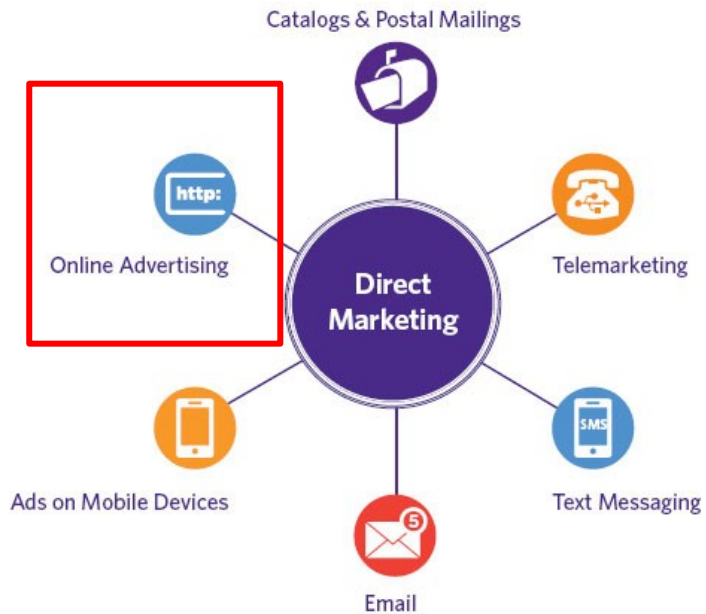 Catalogs & Postal Mailings
http:
Online Advertising
Telemarketing
Direct
Marketing
SMS
Ads on Mobile Devices
Text Messaging
5
Email